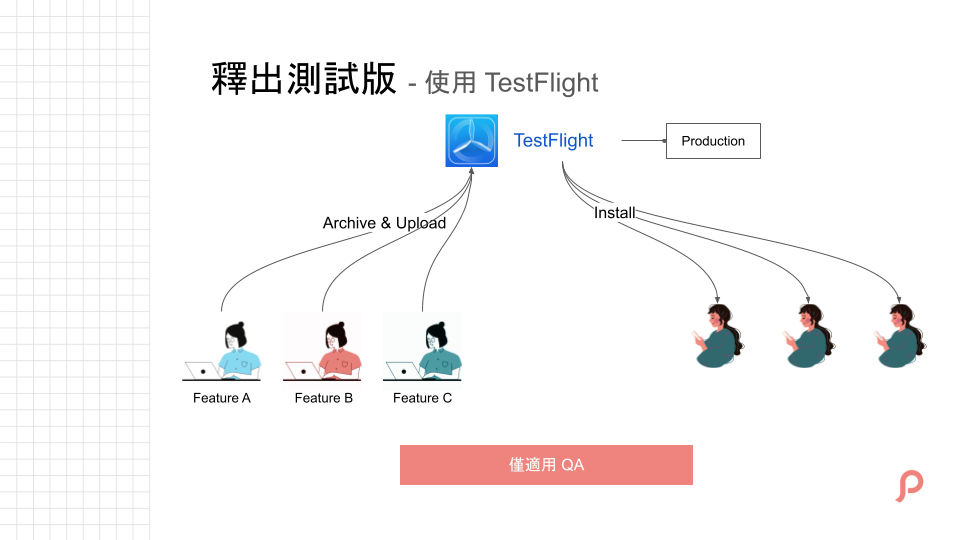 釋出測試版 - 使用 TestFlight
TestFlight
Production
Archive & Upload
Install
Feature A
Feature B
Feature C
僅適用 QA